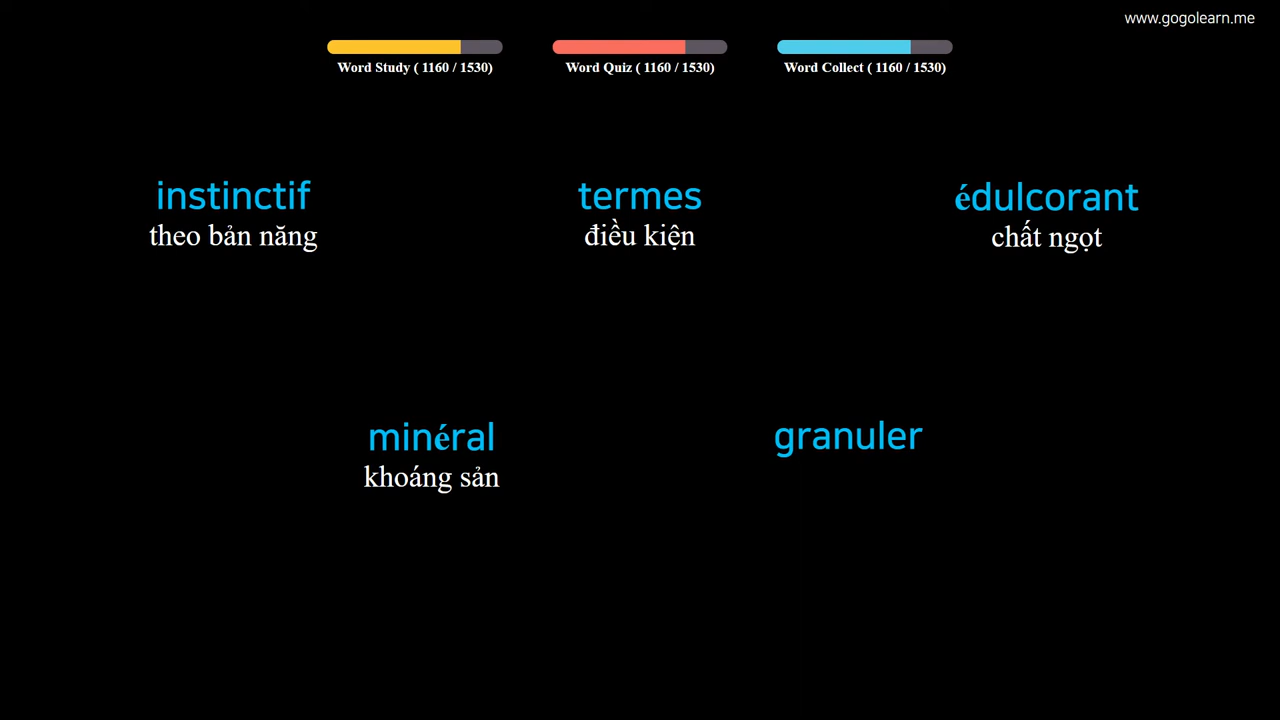 www.gogolearn.me
Word Study ( 1160 / 1530)
Word Quiz ( 1160 / 1530)
Word Collect ( 1160 / 1530)
instinctif
theo bản năng
termes
điều kiện
édulcorant
chất ngọt
minéral
khoáng sản
granuler